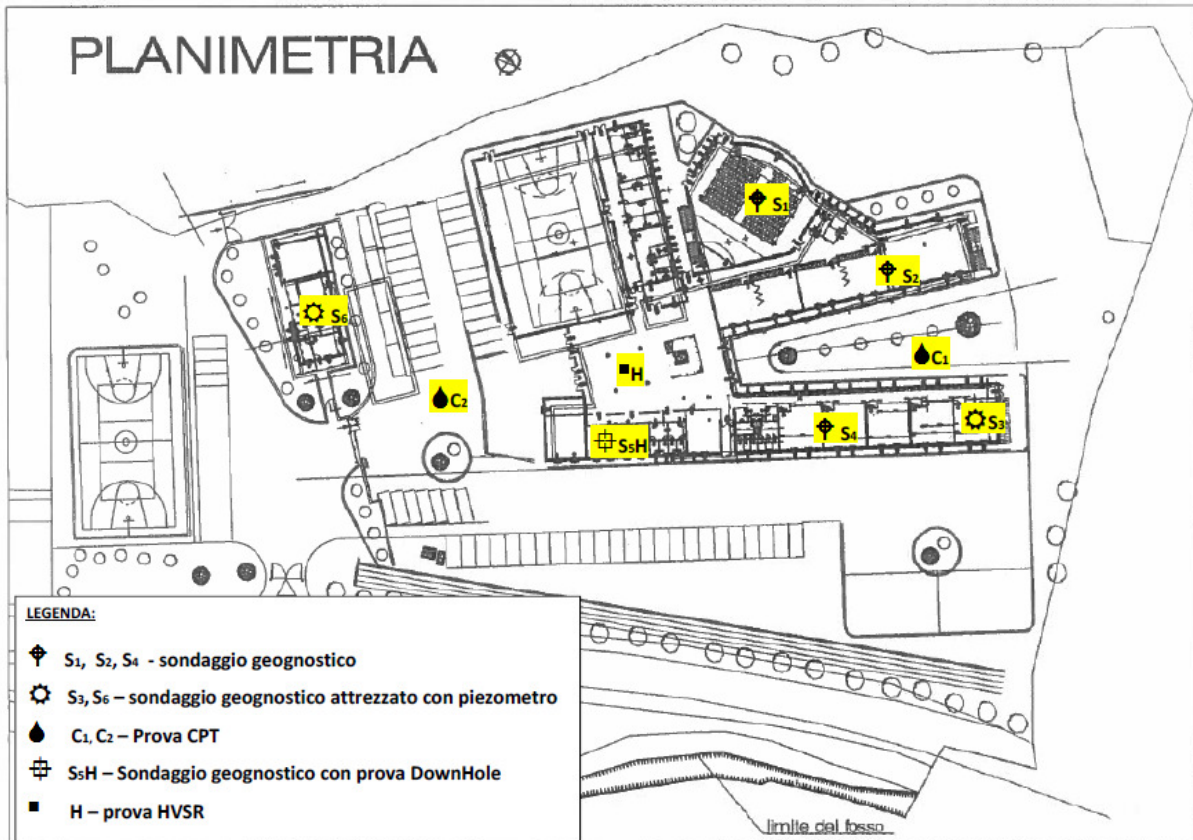 PLANIMETRIA
S1
S2
S6
C1
H
C2
S4
S3
S5H
LEGENDA:
S1, S2, S4 - sondaggio geognostico
S3, S6 – sondaggio geognostico attrezzato con piezometro
C1, C2 – Prova CPT
S5H – Sondaggio geognostico con prova DownHole
H – prova HVSR
limite del fosso